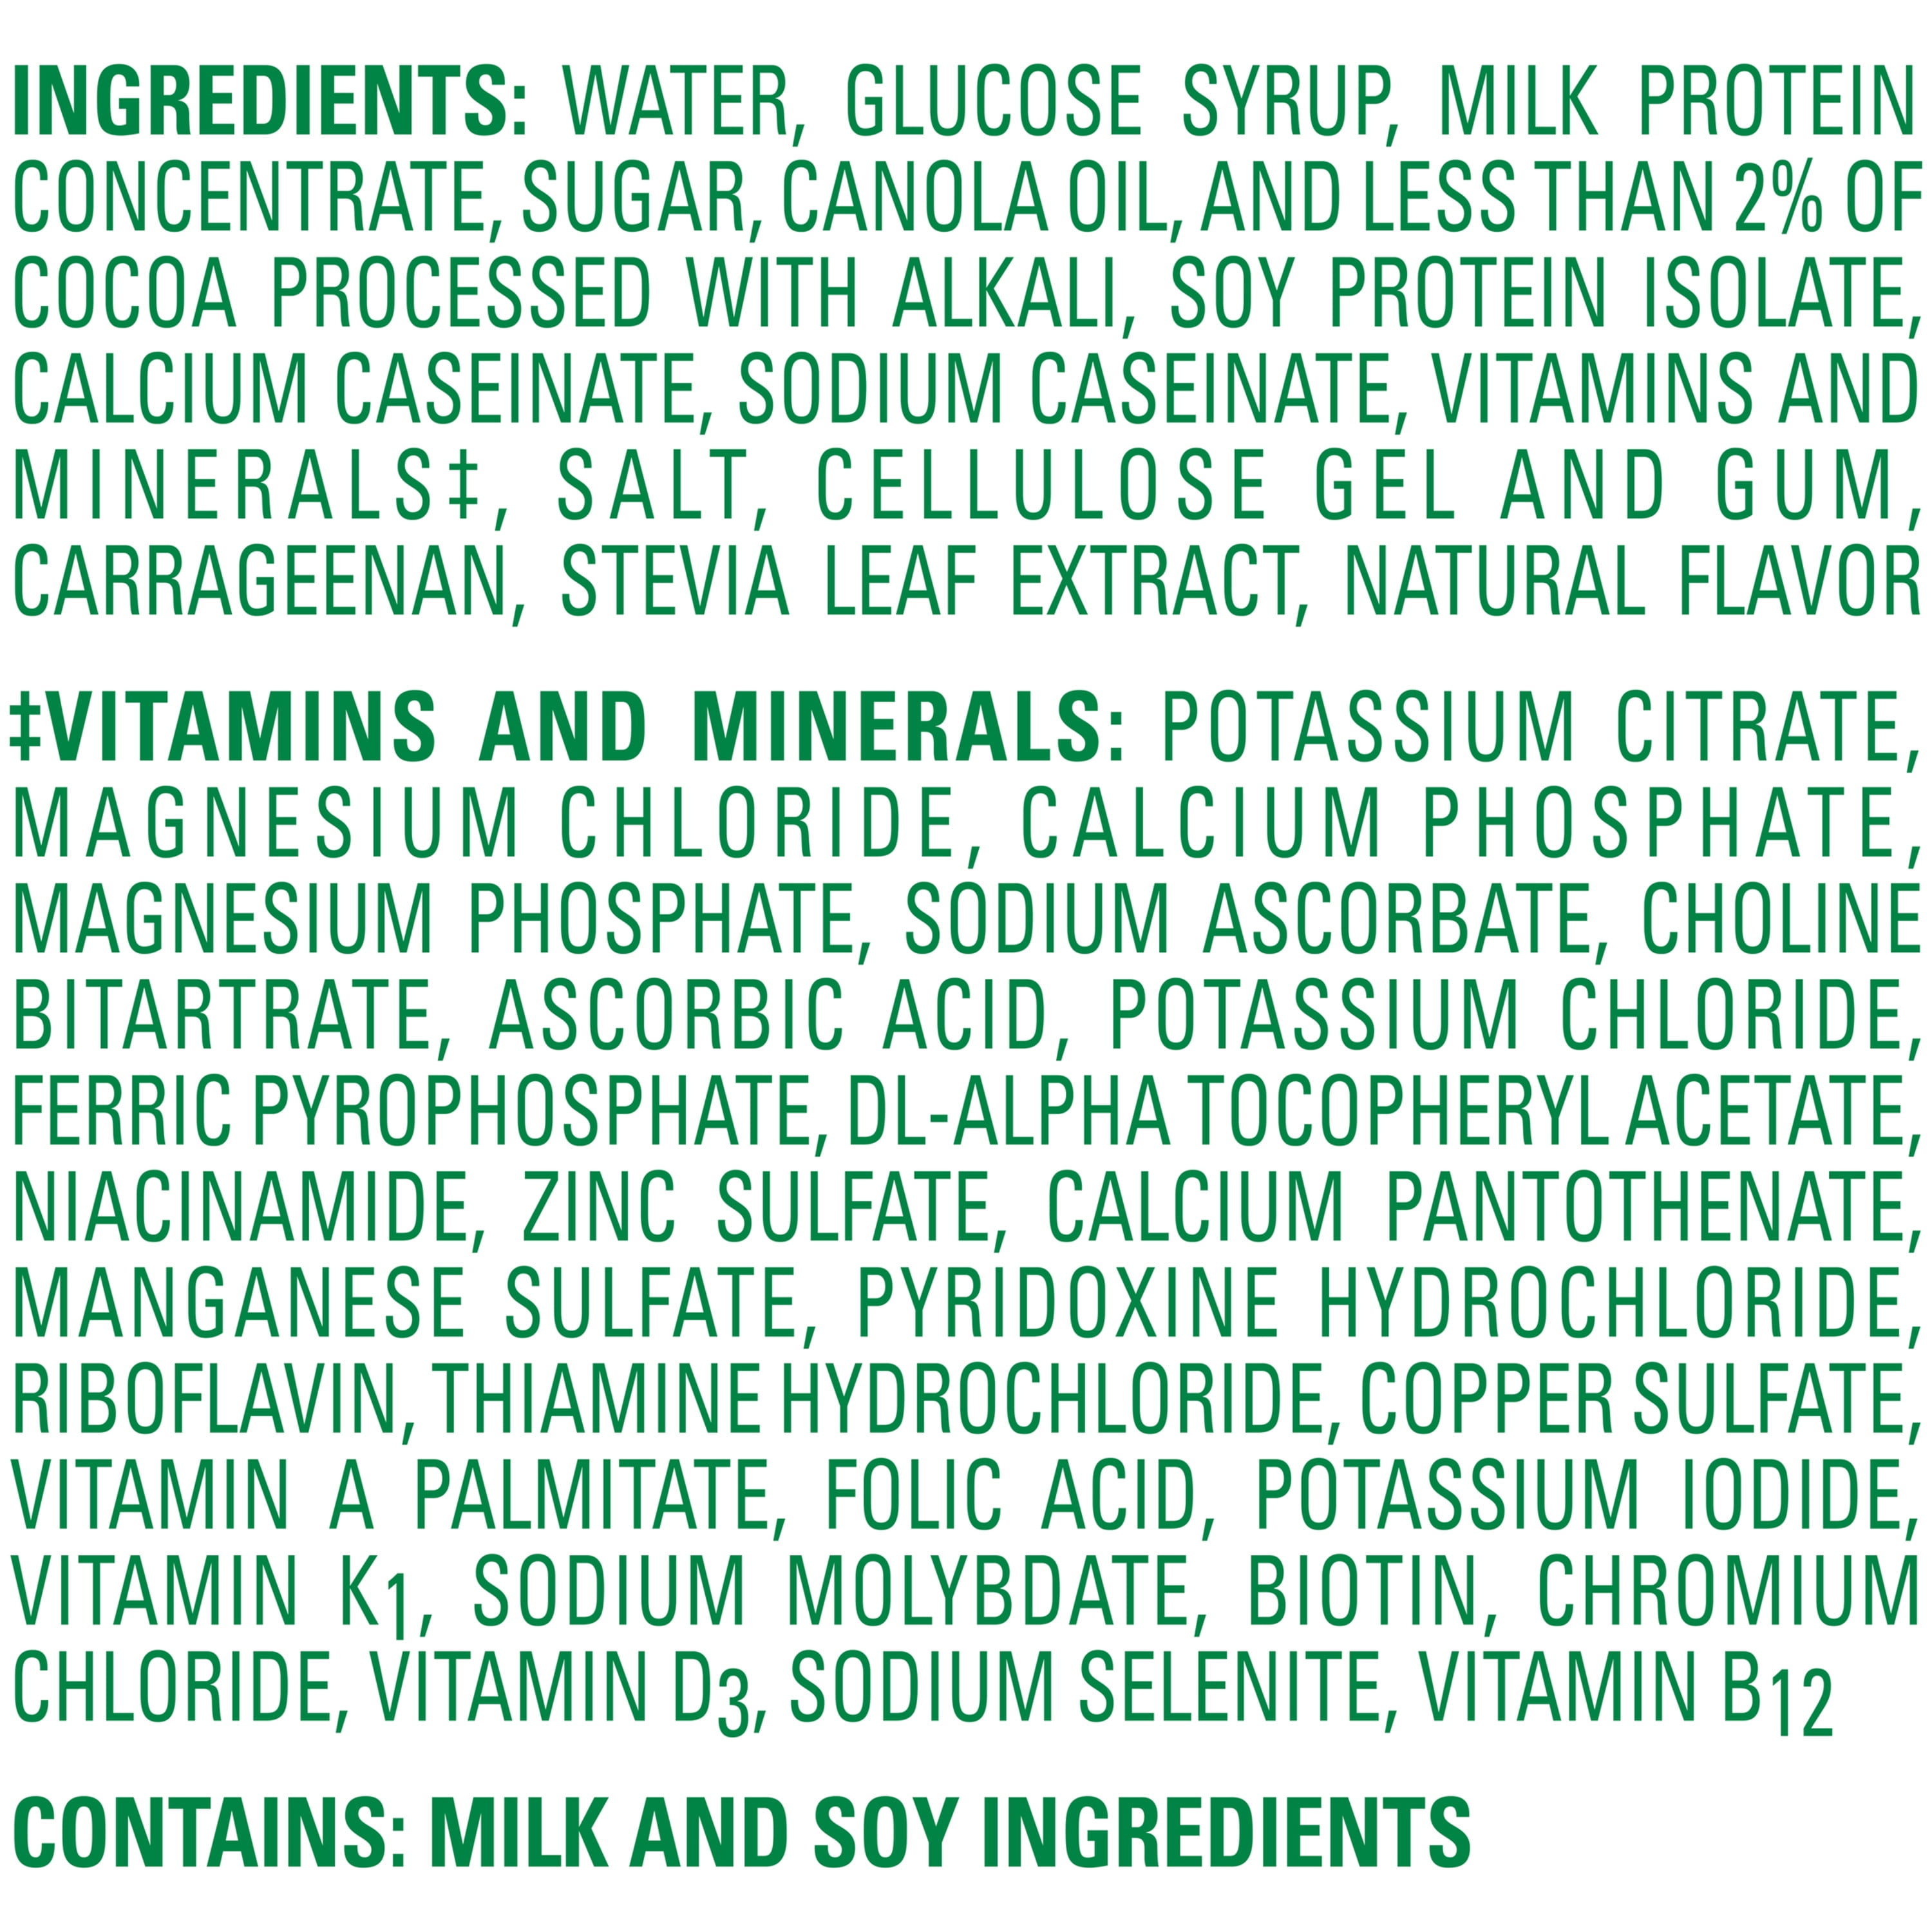 INGREDIENTS: WATER, GLUCOSE SYRUP, MILK PROTEIN
CONCENTRATE, SUGAR, CANOLA OIL, AND LESS THAN 2% OF
COCOA PROCESSED WITH ALKALI, SOY PROTEIN ISOLATE,
CALCIUM CASEINATE, SODIUM CASEINATE, VITAMINS AND
MINERALS‡, SALT, CELLULOSE GEL AND GUM,
CARRAGEENAN, STEVIA LEAF EXTRACT, NATURAL FLAVOR
‡VITAMINS AND MINERALS: POTASSIUM CITRATE,
MAGNESIUM CHLORIDE, CALCIUM PHOSPHATE,
MAGNESIUM PHOSPHATE, SODIUM ASCORBATE, CHOLINE
BITARTRATE, ASCORBIC ACID, POTASSIUM CHLORIDE,
FERRIC PYROPHOSPHATE, DL-ALPHA TOCOPHERYL ACETATE,
NIACINAMIDE, ZINC SULFATE, CALCIUM PANTOTHENATE,
MANGANESE SULFATE, PYRIDOXINE HYDROCHLORIDE,
RIBOFLAVIN, THIAMINE HYDROCHLORIDE, COPPER SULFATE,
VITAMIN A PALMITATE, FOLIC ACID, POTASSIUM IODIDE,
VITAMIN K1, SODIUM MOLYBDATE, BIOTIN, CHROMIUM
CHLORIDE, VITAMIN D3, SODIUM SELENITE, VITAMIN B12
CONTAINS: MILK AND SOY INGREDIENTS